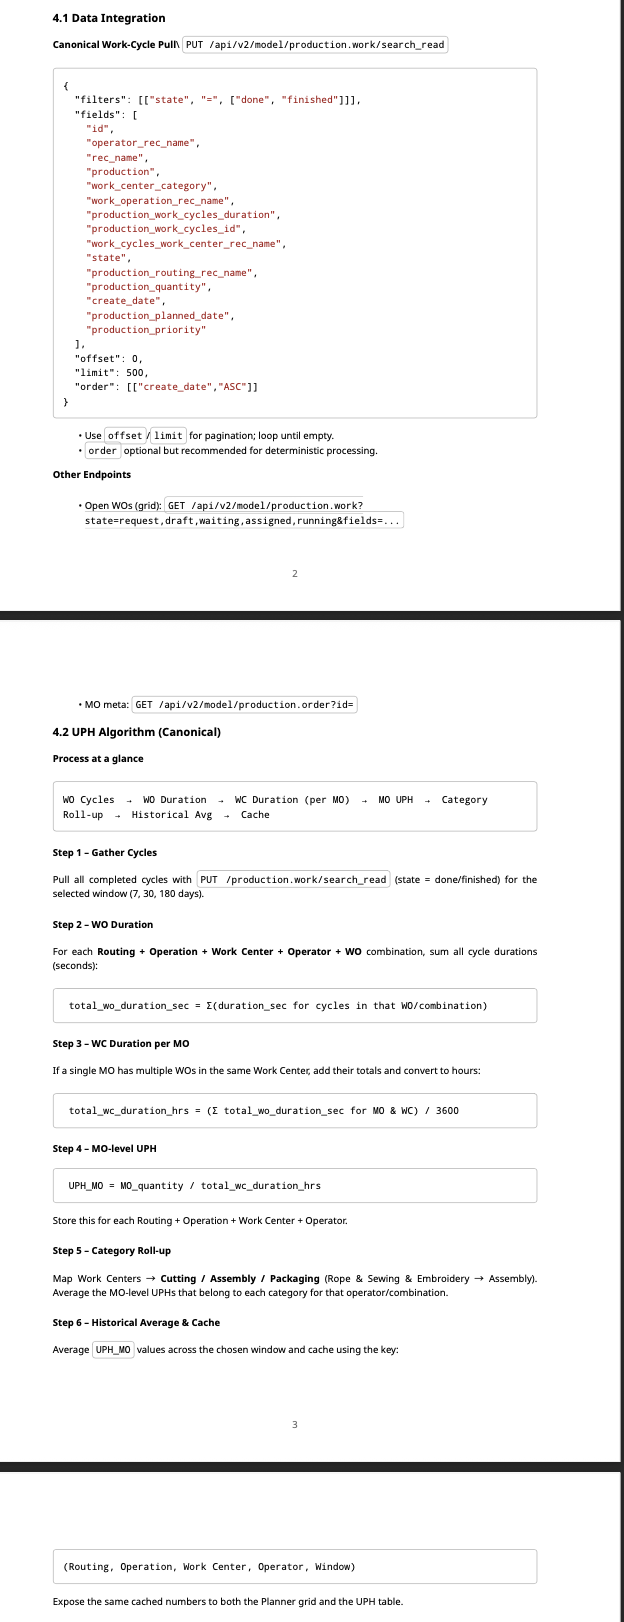 4.1 Data Integration
Canonical Work-Cycle Pull\ PUT /api/v2/model/production.work/search_read
{
  "filters": [["state", "=", ["done", "finished"]]],
  "fields": [
    "id",
    "operator_rec_name",
    "rec_name",
    "production",
    "work_center_category",
    "work_operation_rec_name",
    "production_work_cycles_duration",
    "production_work_cycles_id",
    "work_cycles_work_center_rec_name",
    "state",
    "production_routing_rec_name",
    "production_quantity",
    "create_date",
    "production_planned_date",
    "production_priority"
  ],
  "offset": 0,
  "limit": 500,
  "order": [["create_date","ASC"]]
}
• Use offset / limit for pagination; loop until empty.
• order optional but recommended for deterministic processing.
Other Endpoints
• Open WOs (grid): GET /api/v2/model/production.work?
state=request,draft,waiting,assigned,running&fields=...
2
• MO meta: GET /api/v2/model/production.order?id=
4.2 UPH Algorithm (Canonical)
Process at a glance
WO Cycles → WO Duration → WC Duration (per MO) → MO UPH → Category
Roll-up → Historical Avg → Cache
Step 1 – Gather Cycles
Pull all completed cycles with PUT /production.work/search_read (state = done/finished) for the
selected window (7, 30, 180 days).
Step 2 – WO Duration
For each Routing + Operation + Work Center + Operator + WO combination, sum all cycle durations
(seconds):
total_wo_duration_sec = Σ(duration_sec for cycles in that WO/combination)
Step 3 – WC Duration per MO
If a single MO has multiple WOs in the same Work Center, add their totals and convert to hours:
total_wc_duration_hrs = (Σ total_wo_duration_sec for MO & WC) / 3600
Step 4 – MO-level UPH
UPH_MO = MO_quantity / total_wc_duration_hrs
Store this for each Routing + Operation + Work Center + Operator.
Step 5 – Category Roll-up
Map Work Centers → Cutting / Assembly / Packaging (Rope & Sewing & Embroidery → Assembly).
Average the MO-level UPHs that belong to each category for that operator/combination.
Step 6 – Historical Average & Cache
Average UPH_MO values across the chosen window and cache using the key:
3
(Routing, Operation, Work Center, Operator, Window)
Expose the same cached numbers to both the Planner grid and the UPH table.